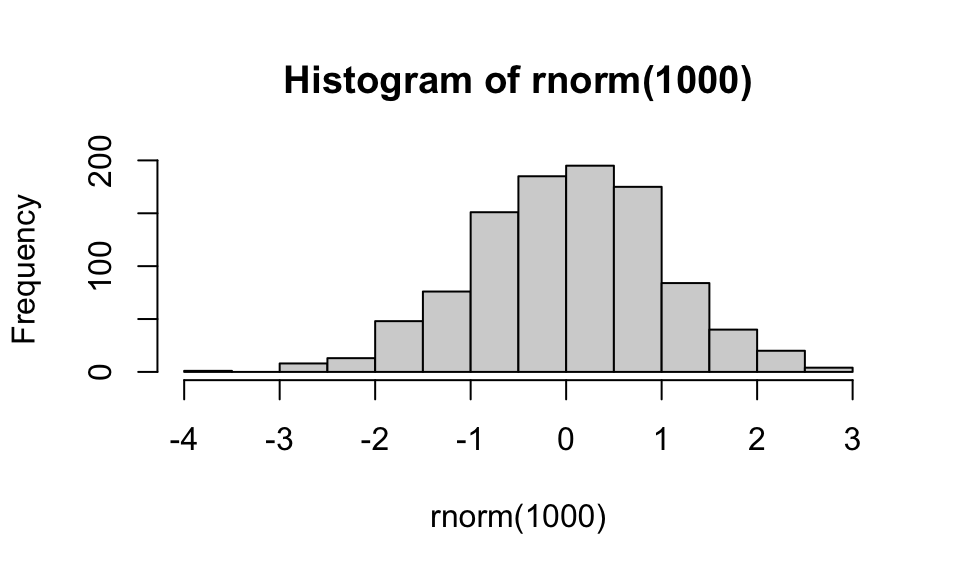 Histogram of rnorm(1000)
Frequency
200
100
0
-4 -3 -2 -1 0 1 2 3
rnorm(1000)